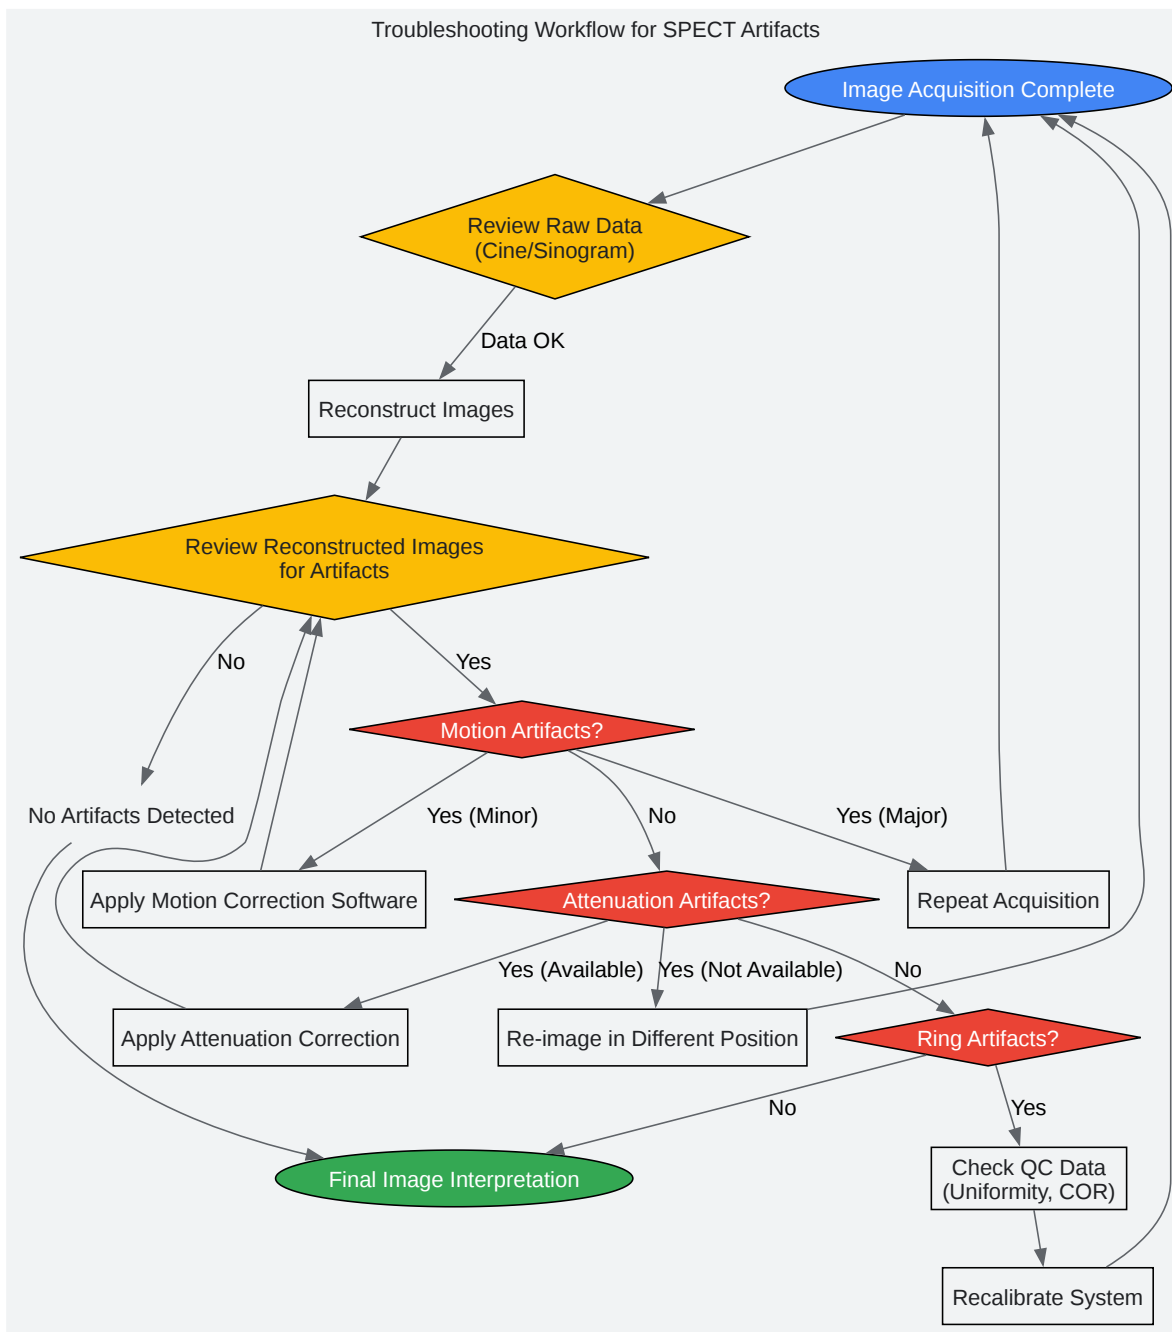 Troubleshooting Workflow for SPECT Artifacts
Image Acquisition Complete
Review Raw Data
(Cine/Sinogram)
Data OK
Reconstruct Images
Review Reconstructed Images
for Artifacts
No
Yes
Motion Artifacts?
No Artifacts Detected
Yes (Minor)
No
Yes (Major)
Apply Motion Correction Software
Attenuation Artifacts?
Repeat Acquisition
Yes (Available)
Yes (Not Available)
No
Apply Attenuation Correction
Re-image in Different Position
Ring Artifacts?
No
Yes
Final Image Interpretation
Check QC Data
(Uniformity, COR)
Recalibrate System